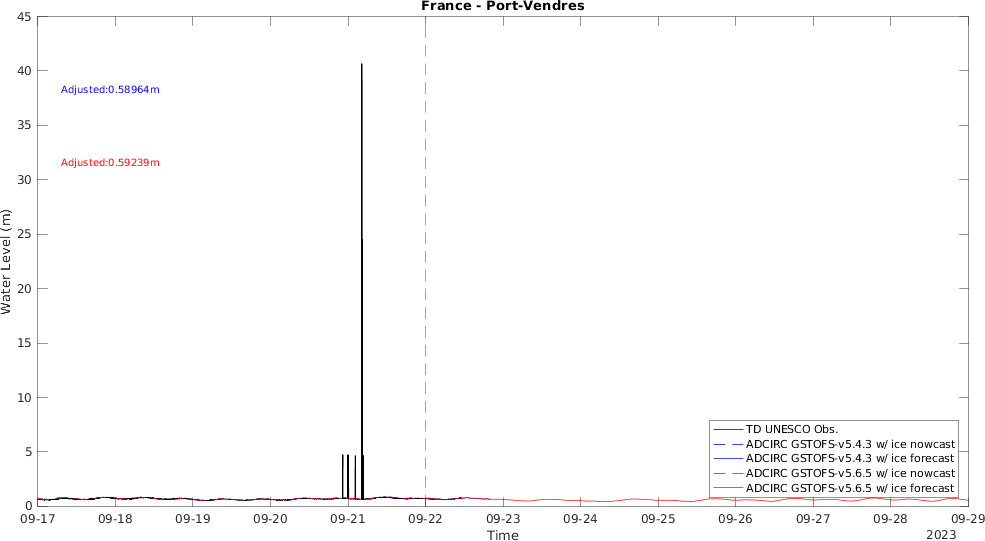 France - Port-Vendres
45
40
35
30
25
20
15
10
5
0
Water Level (m)
Adjusted:0.58964m
Adjusted:0.59239m
TD UNESCO Obs.
ADCIRC GSTOFS-v5.4.3 w/ ice nowcast
ADCIRC GSTOFS-v5.4.3 w/ ice forecast
ADCIRC GSTOFS-v5.6.5 w/ ice nowcast
ADCIRC GSTOFS-v5.6.5 w/ ice forecast
09-17 09-18 09-19 09-20 09-21 09-22 09-23 09-24 09-25 09-26 09-27 09-28 09-29
Time
2023